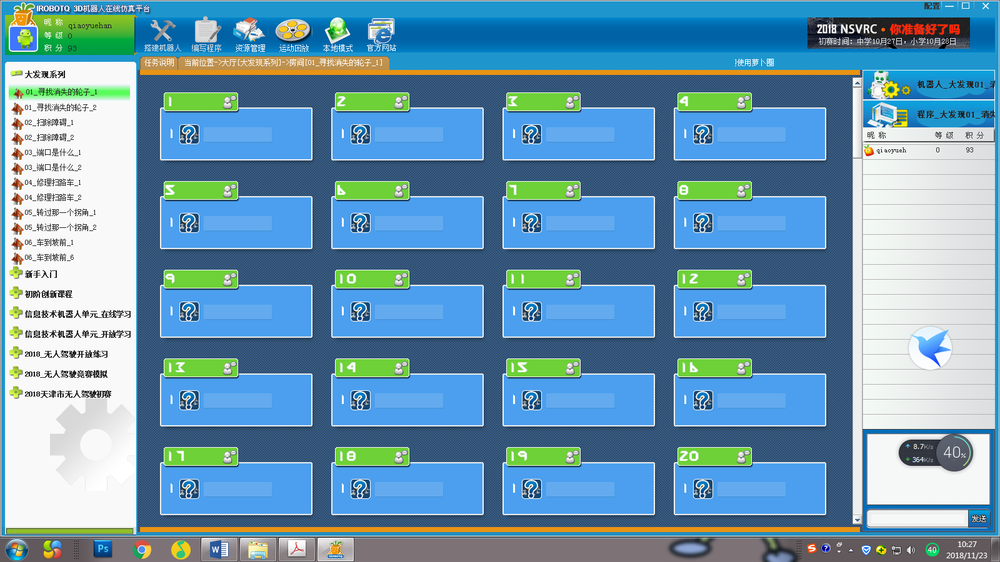 IROBOTQ 3D机器人在线仿真平台
配置
昵 称 qiaoyuehan
等 级 0
积 分 93
搭建机器人
编写程序
资源管理
运动回放
本地模式
官方网站
2018 NSVRC • 你准备好了吗
初赛时间：中学10月27日，小学10月28日
任务说明
当前位置->大厅[大发现系列]->房间[01_寻找消失的轮子_1]
!使用萝卜圈
大发现系列
01_寻找消失的轮子_1
01_寻找消失的轮子_2
02_扫除障碍_1
02_扫除障碍_2
03_端口是什么_1
03_端口是什么_2
04_修理扫路车_1
04_修理扫路车_2
05_转过那一个拐角_1
05_转过那一个拐角_2
06_车到坡前_1
06_车到坡前_6
新手入门
初阶创新课程
信息技术机器人单元_在线学习
信息技术机器人单元_开放学习
2018_无人驾驶开放练习
2018_无人驾驶竞赛模拟
2018天津市无人驾驶初赛
1 2 3 4
1 1 1 1
5 6 7 8
1 1 1 1
9 10 11 12
1 1 1 1
13 14 15 16
1 1 1 1
17 18 19 20
1 1 1 1
机器人_大发现01_消
程序_大发现01_消失
昵 称 等 级 积 分
qiaoyueh 0 93
8.7K/s
364K/s
40%
发送
Ps
W
IROBOTQ
S
40
10:27
2018/11/23